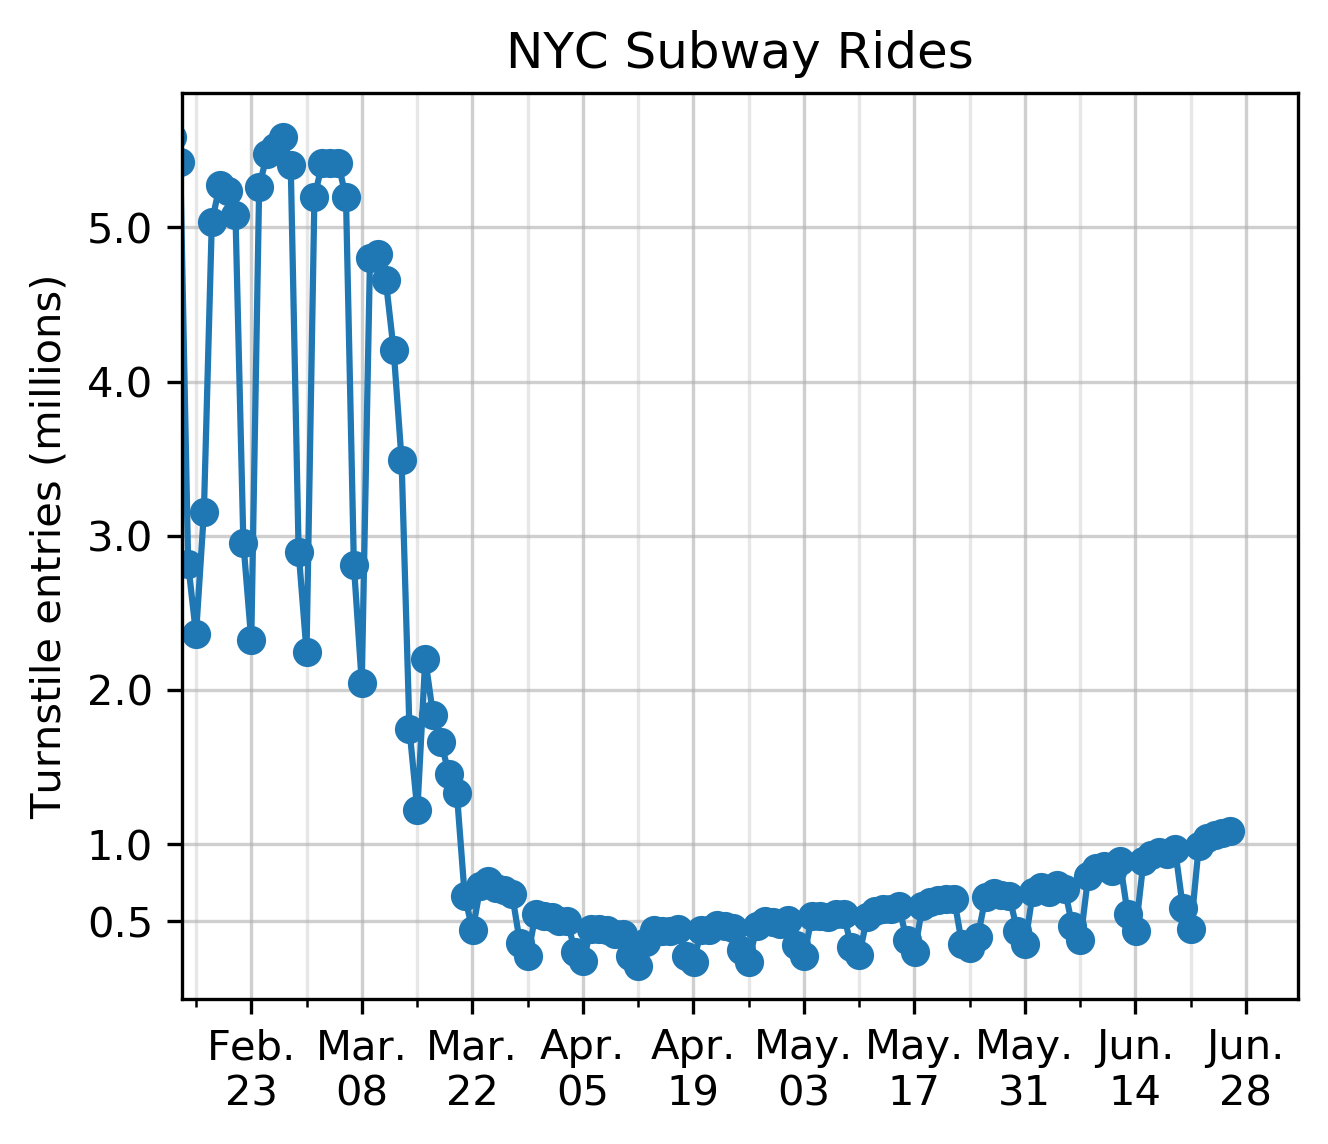 NYC Subway Rides
Turnstile entries (millions)
5.0
4.0
3.0
2.0
1.0
0.5
Feb. Mar. Mar. Apr. Apr. May. May. May. Jun. Jun.
23 08 22 05 19 03 17 31 14 28